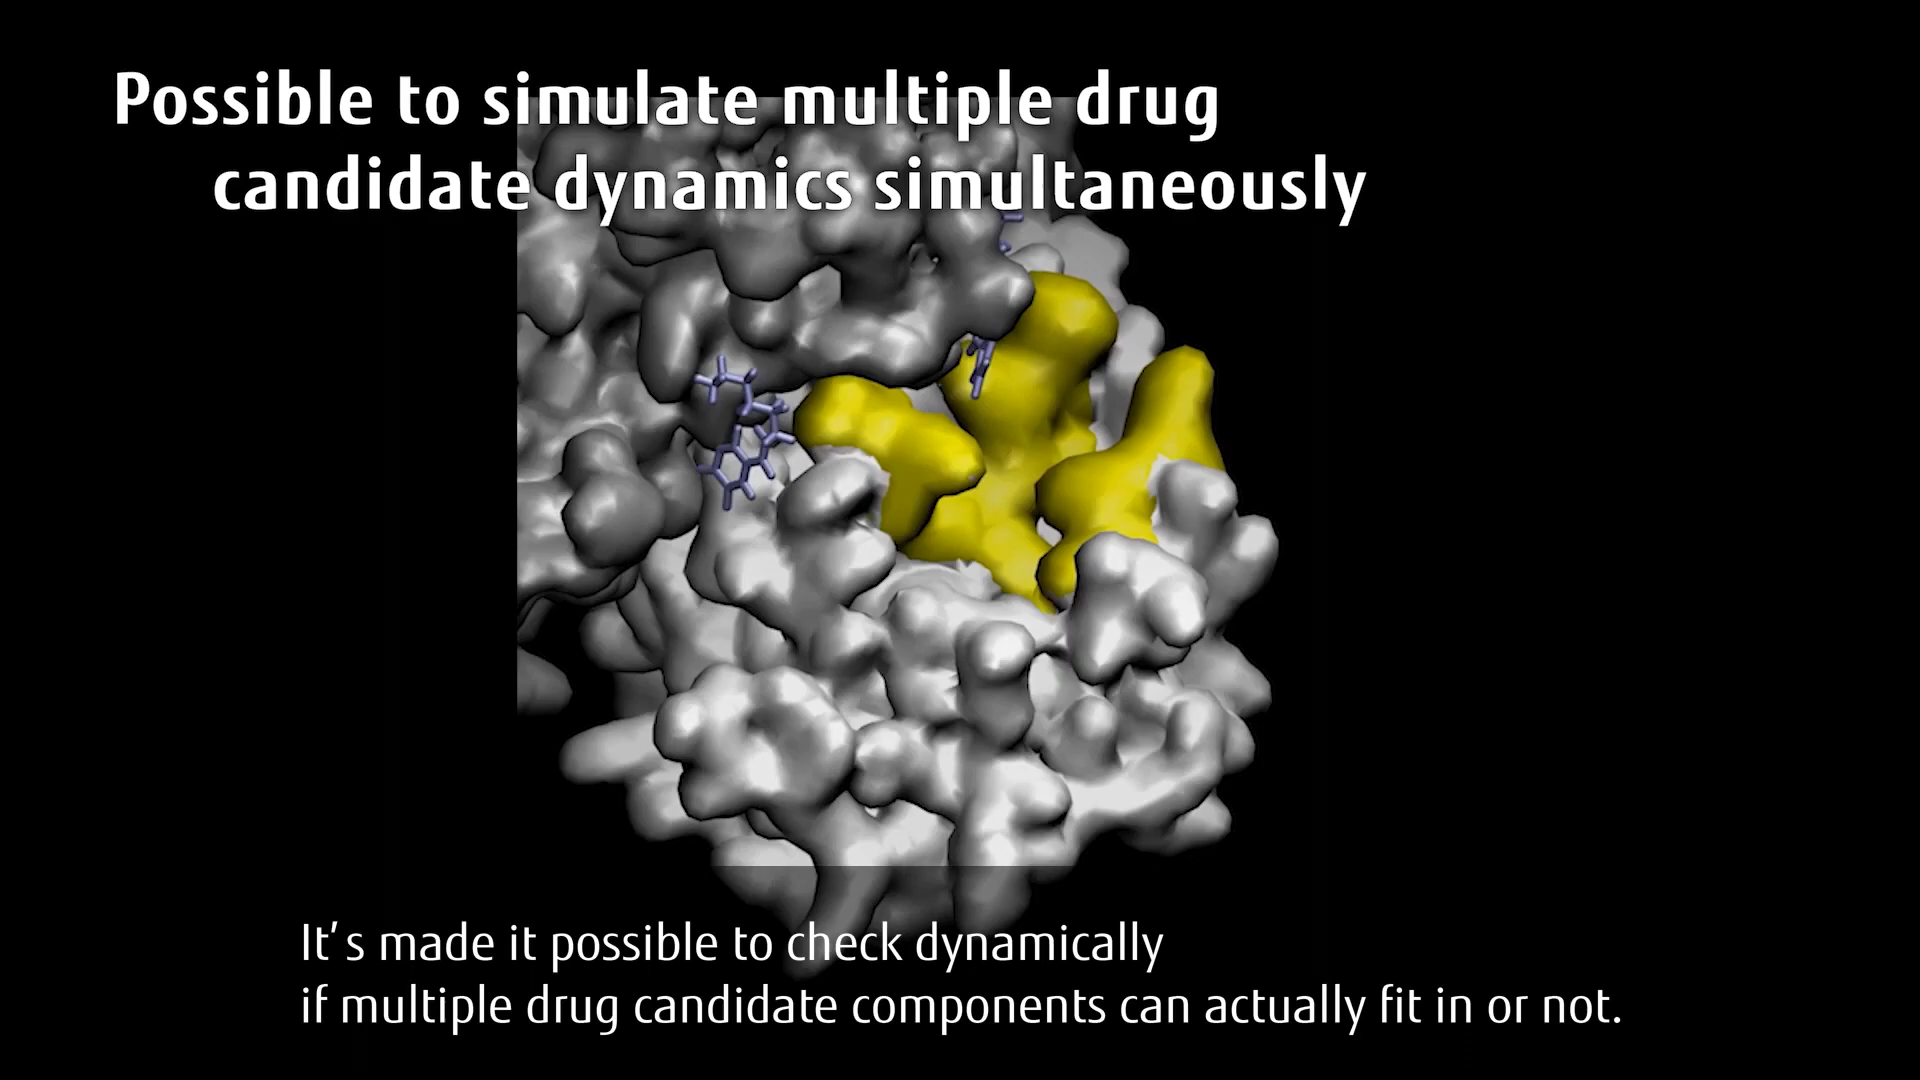 Possible to simulate multiple drug
candidate dynamics simultaneously
It's made it possible to check dynamically
if multiple drug candidate components can actually fit in or not.